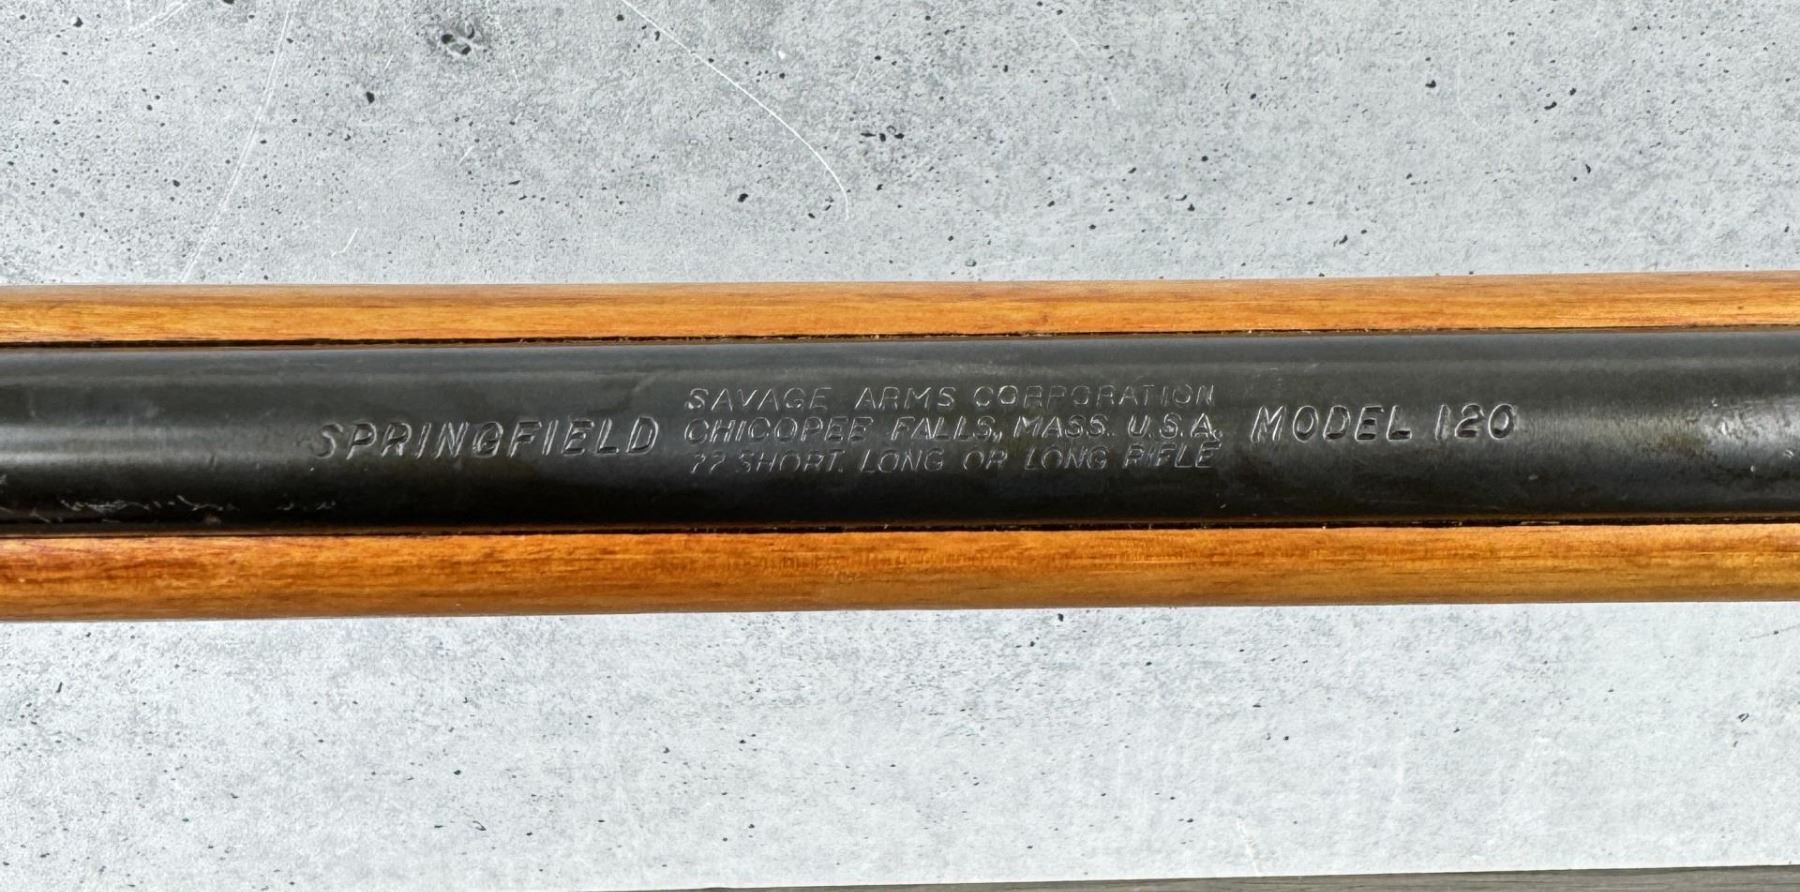 SPRINGFIELD
SAVAGE ARMS CORPORATION
CHICOPEE FALLS, MASS. U.S.A.
22 SHORT, LONG OR LONG RIFLE
MODEL 120